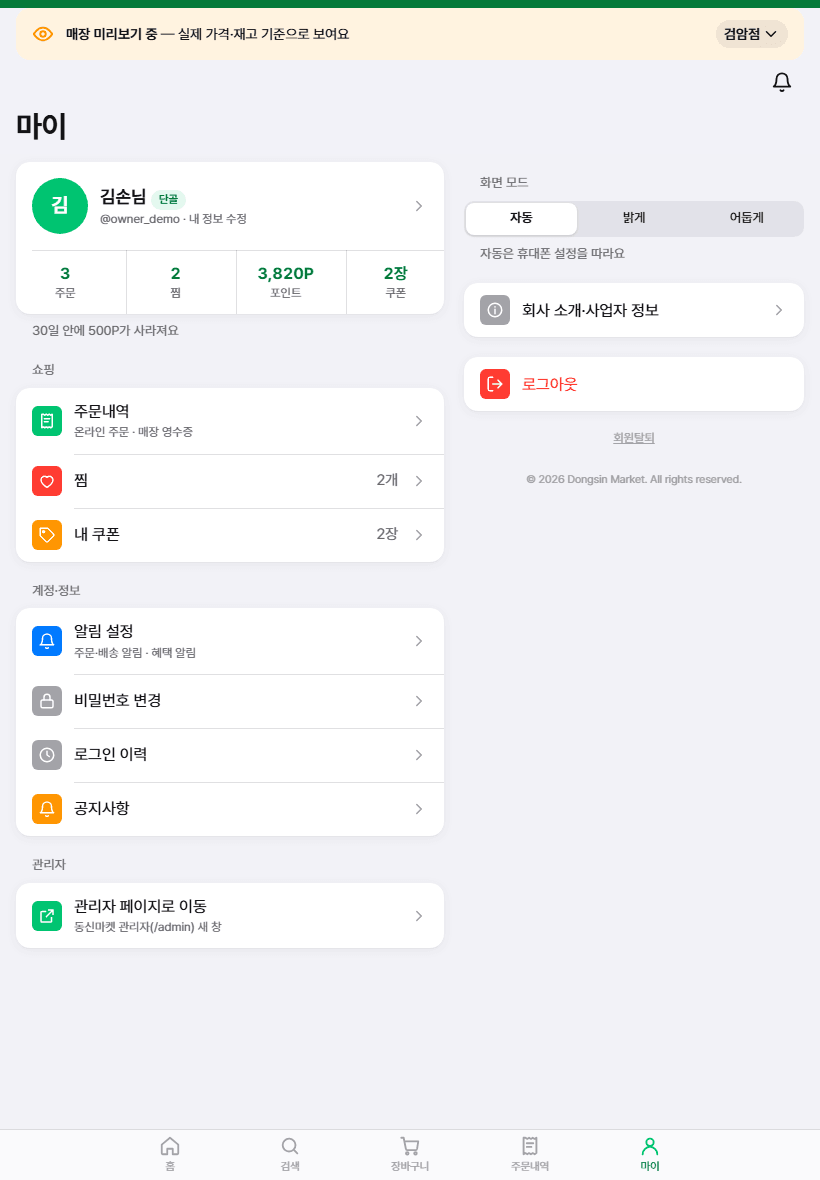 매장 미리보기 중 — 실제 가격·재고 기준으로 보여요
검암점
마이
김
김손님 단골
@owner_demo · 내 정보 수정
3
주문
2
찜
3,820P
포인트
2장
쿠폰
30일 안에 500P가 사라져요
쇼핑
주문내역
온라인 주문 · 매장 영수증
찜
2개
내 쿠폰
2장
계정·정보
알림 설정
주문·배송 알림 · 혜택 알림
비밀번호 변경
로그인 이력
공지사항
관리자
관리자 페이지로 이동
동신마켓 관리자(/admin) 새 창
화면 모드
자동
밝게
어둡게
자동은 휴대폰 설정을 따라요
회사 소개·사업자 정보
로그아웃
회원탈퇴
© 2026 Dongsin Market. All rights reserved.
홈
검색
장바구니
주문내역
마이